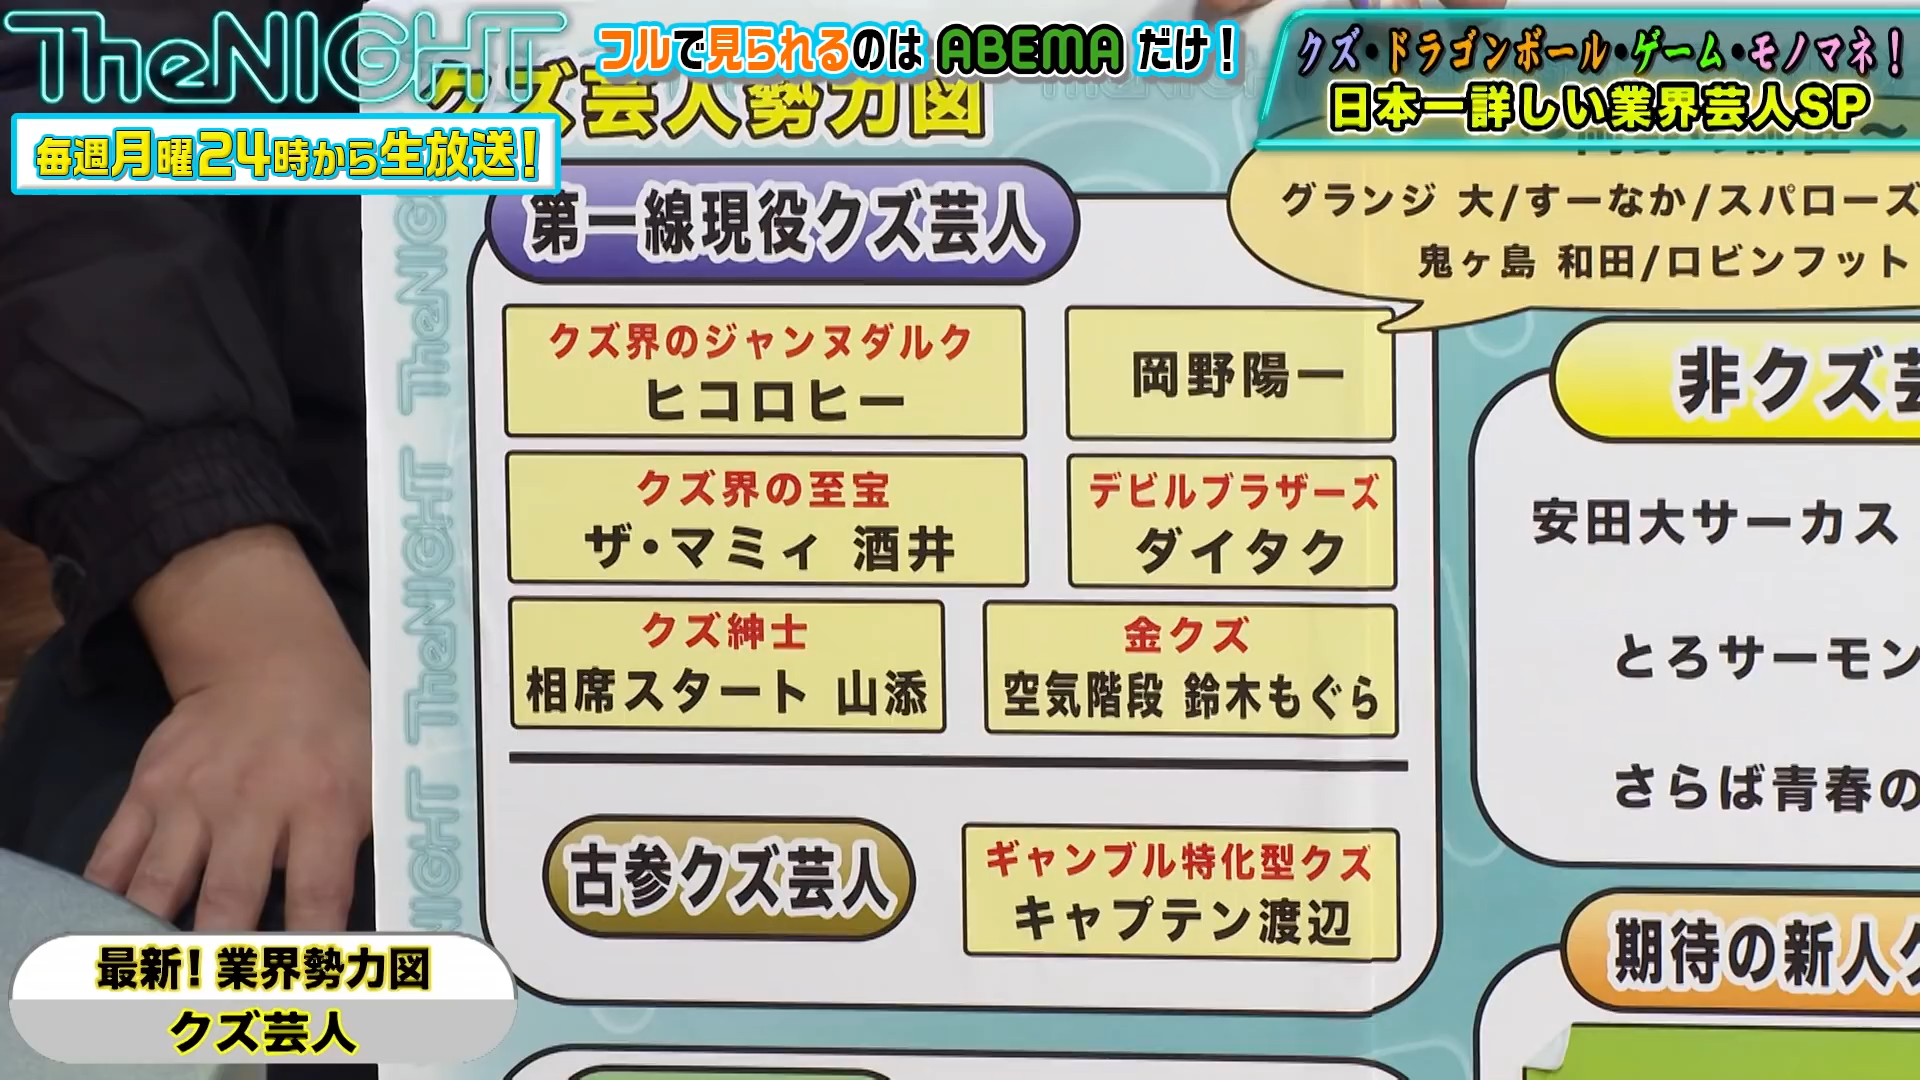 TheNIGHT
毎週月曜24時から生放送！
フルで見られるのは ABEMA だけ！
クズ・ドラゴンボール・ゲーム・モノマネ！
日本一詳しい業界芸人SP
クズ芸人勢力図
グランジ 大/すーなか/スパローズ
鬼ヶ島 和田/ロビンフット
第一線現役クズ芸人
クズ界のジャンヌダルク
ヒコロヒー
岡野陽一
クズ界の至宝
ザ・マミィ 酒井
デビルブラザーズ
ダイタク
クズ紳士
相席スタート 山添
金クズ
空気階段 鈴木もぐら
古参クズ芸人
ギャンブル特化型クズ
キャプテン渡辺
非クズ芸
安田大サーカス
とろサーモン
さらば青春の
期待の新人ク
TheNIGHT
TheNIGHT
NIGHT
最新！業界勢力図
クズ芸人